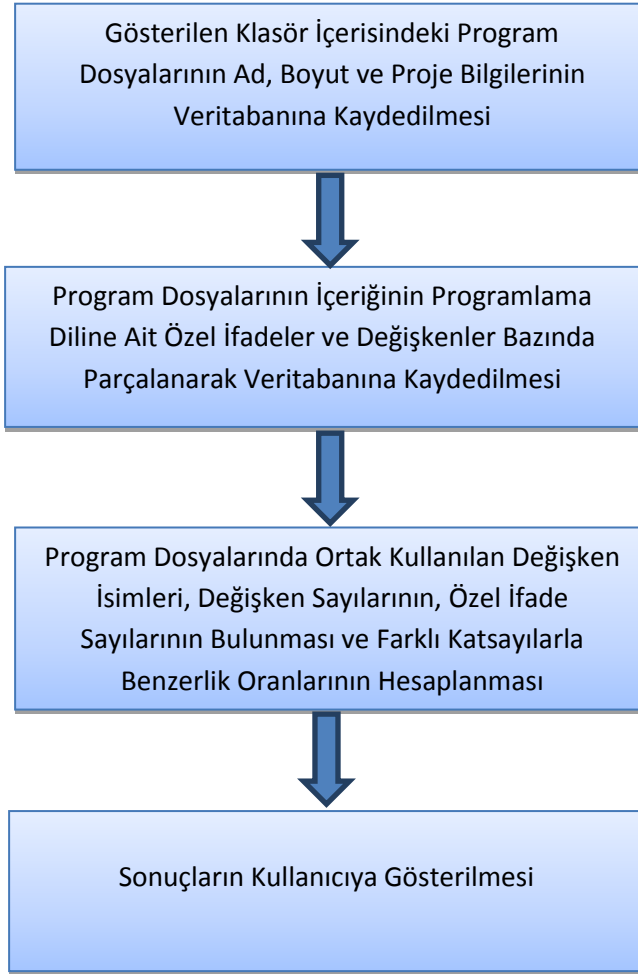 Gösterilen Klasör İçerisindeki Program
Dosyalarının Ad, Boyut ve Proje Bilgilerinin
Veritabanına Kaydedilmesi
Program Dosyalarının İçeriğinin Programlama
Diline Ait Özel İfadeler ve Değişkenler Bazında
Parçalanarak Veritabanına Kaydedilmesi
Program Dosyalarında Ortak Kullanılan Değişken
İsimleri, Değişken Sayılarının, Özel İfade
Sayılarının Bulunması ve Farklı Katsayılarla
Benzerlik Oranlarının Hesaplanması
Sonuçların Kullanıcıya Gösterilmesi